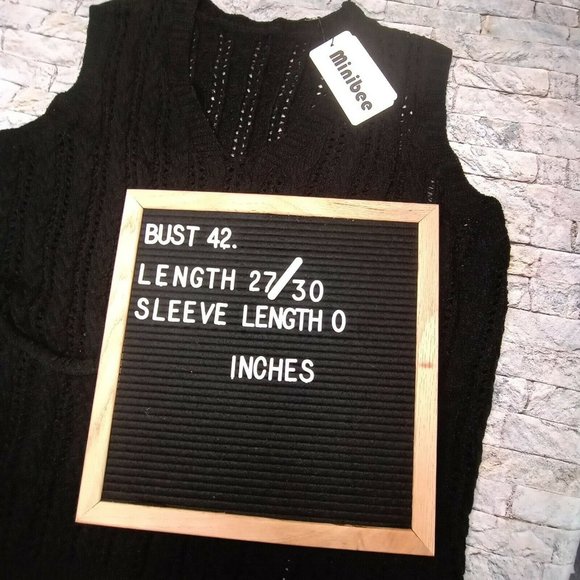 Minibee
BUST 42.
LENGTH 27/30
SLEEVE LENGTH 0
INCHES